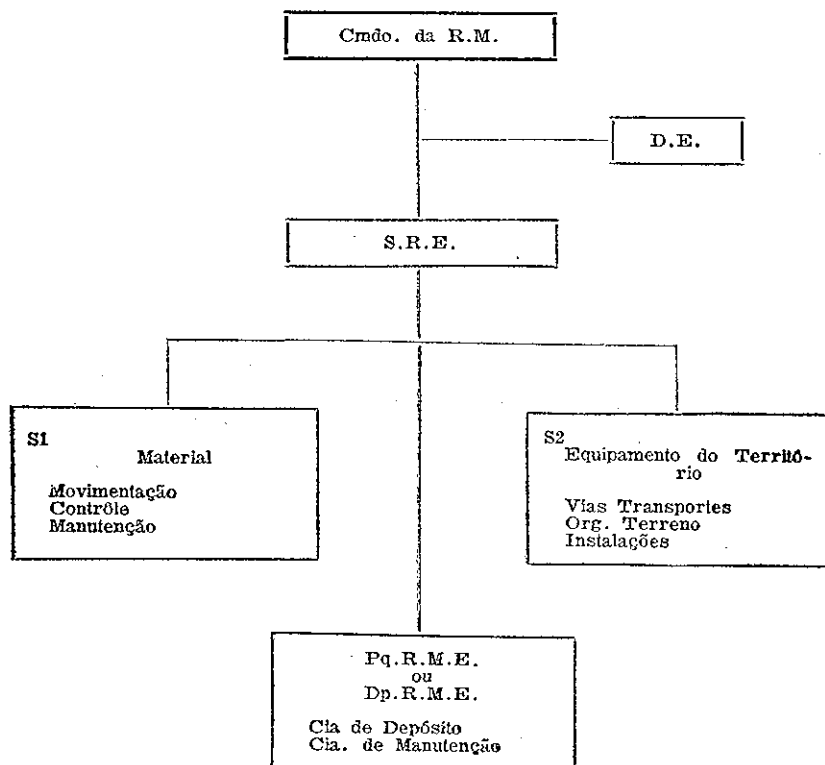 Cmdo. da R.M.
D.E.
S.R.E.
S1
Material
Movimentação
Contrôle
Manutenção
S2
Equipamento do Territó-
rio
Vias Transportes
Org. Terreno
Instalações
Pq.R.M.E.
ou
Dp.R.M.E.
Cia de Depósito
Cia. de Manutenção